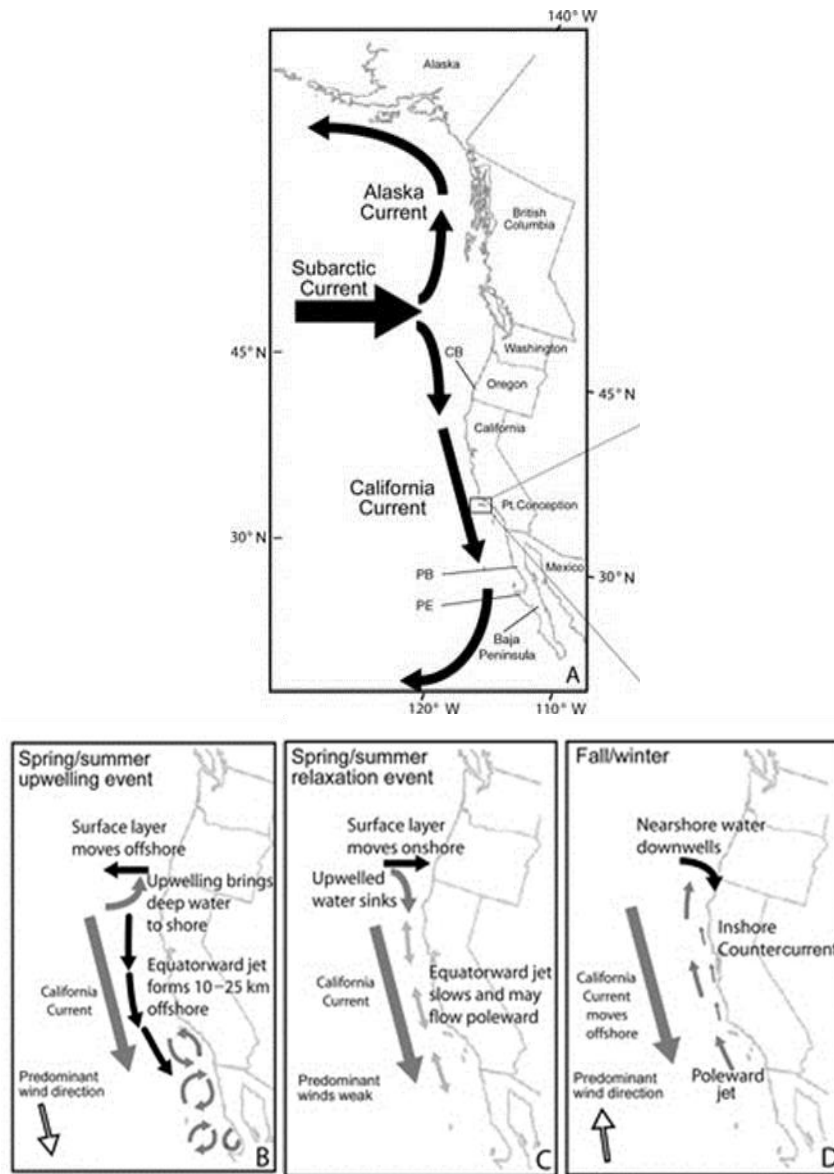 140° W
Alaska
Alaska
Current
British
Columbia
Subarctic
Current
45° N
CB
Washington
Oregon
45° N
California
California
Current
Pt. Conception
30° N
PB
Mexico
30° N
PE
Baja
Peninsula
A
120° W
110° W
Spring/summer
upwelling event
Surface layer
moves offshore
Upwelling brings
deep water
to shore
Equatorward jet
forms 10–25 km
offshore
California
Current
Predominant
wind direction
B
Spring/summer
relaxation event
Surface layer
moves onshore
Upwelled
water sinks
California
Current
Equatorward jet
slows and may
flow poleward
Predominant
winds weak
C
Fall/winter
Nearshore water
downwells
Inshore
Countercurrent
California
Current
moves
offshore
Predominant
wind direction
Poleward
jet
D